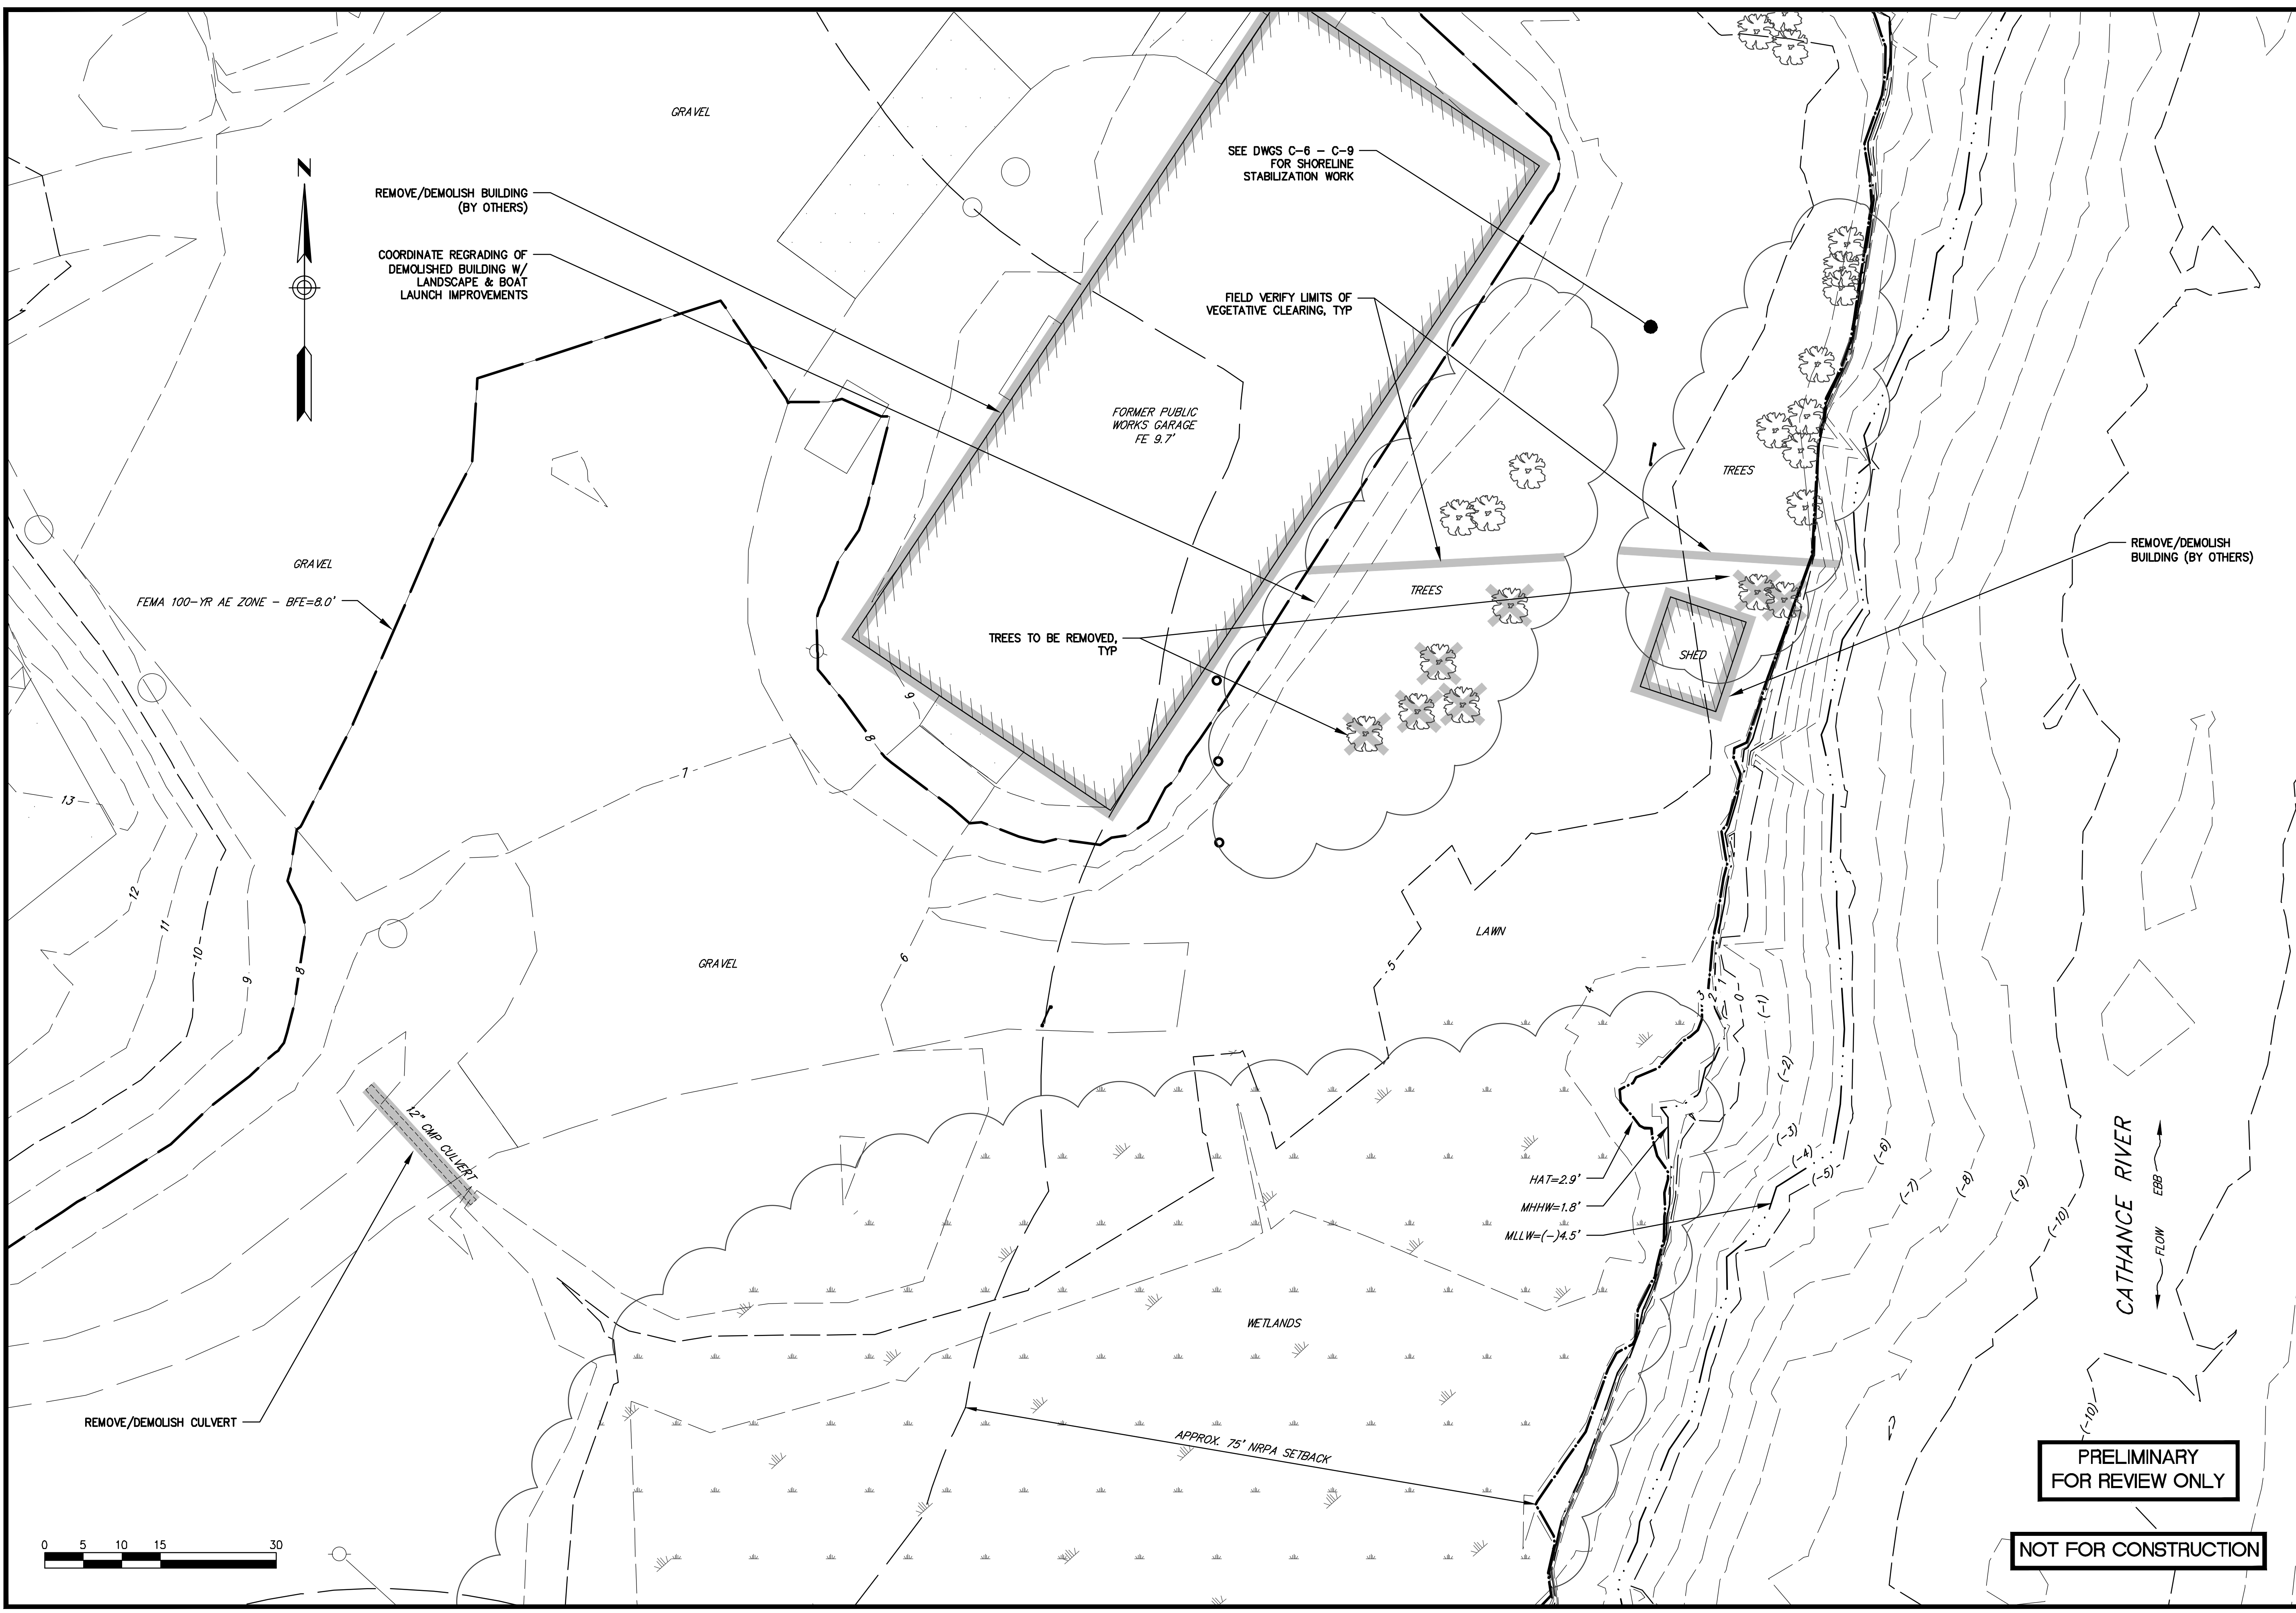 GRAVEL
N
REMOVE/DEMOLISH BUILDING
(BY OTHERS)
COORDINATE REGRADING OF
DEMOLISHED BUILDING W/
LANDSCAPE & BOAT
LAUNCH IMPROVEMENTS
SEE DWGS C-6 - C-9
FOR SHORELINE
STABILIZATION WORK
FIELD VERIFY LIMITS OF
VEGETATIVE CLEARING, TYP
FORMER PUBLIC
WORKS GARAGE
FE 9.7'
TREES
REMOVE/DEMOLISH
BUILDING (BY OTHERS)
GRAVEL
FEMA 100-YR AE ZONE - BFE=8.0'
TREES
TREES TO BE REMOVED,
TYP
SHED
9
8
7
13
12
11
10
9
8
GRAVEL
6
5
LAWN
4
3
2
1
0
(-1)
(-2)
(-3)
(-4)
(-5)
(-6)
(-7)
(-8)
(-9)
(-10)
12" CMP CULVERT
HAT=2.9'
MHHW=1.8'
MLLW=(-)4.5'
CATHANCE RIVER
FLOW
EBB
WETLANDS
REMOVE/DEMOLISH CULVERT
APPROX. 75' NRPA SETBACK
(-10)
PRELIMINARY
FOR REVIEW ONLY
NOT FOR CONSTRUCTION
0 5 10 15 30